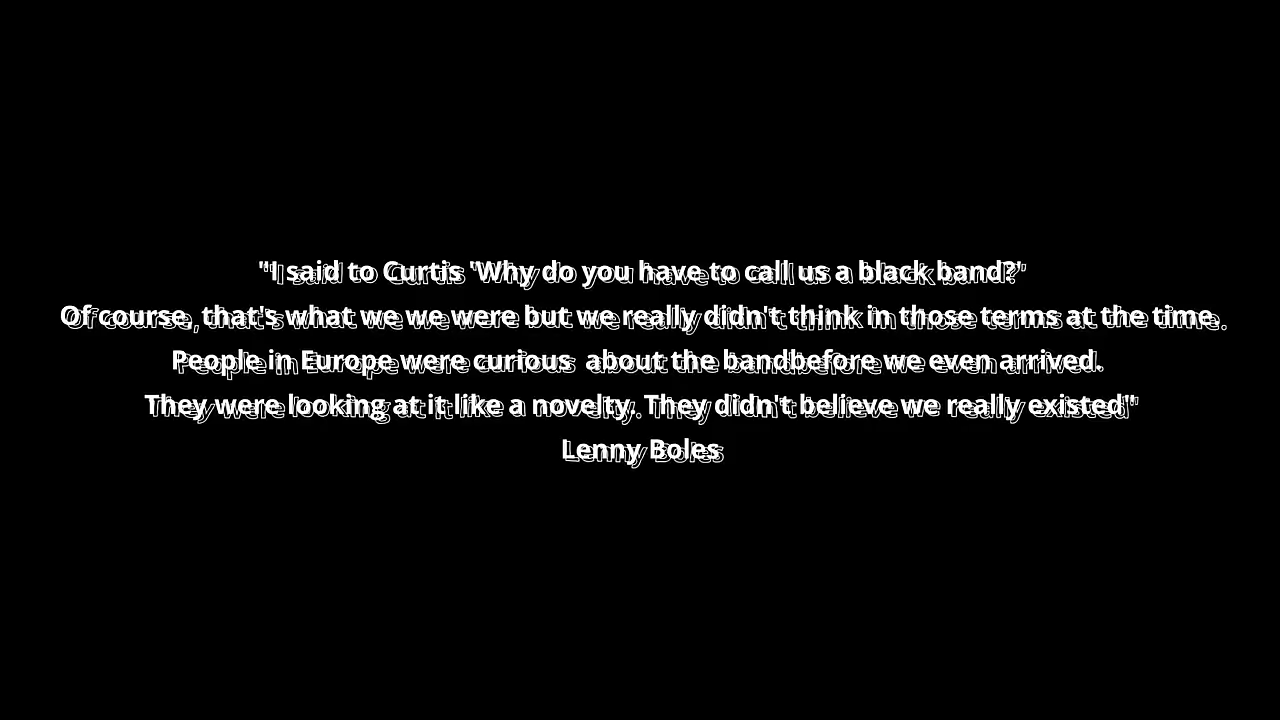 "I said to Curtis 'Why do you have to call us a black band?'
Of course, that's what we we were but we really didn't think in those terms at the time.
People in Europe were curious  about the bandbefore we even arrived.
They were looking at it like a novelty. They didn't believe we really existed"
Lenny Boles